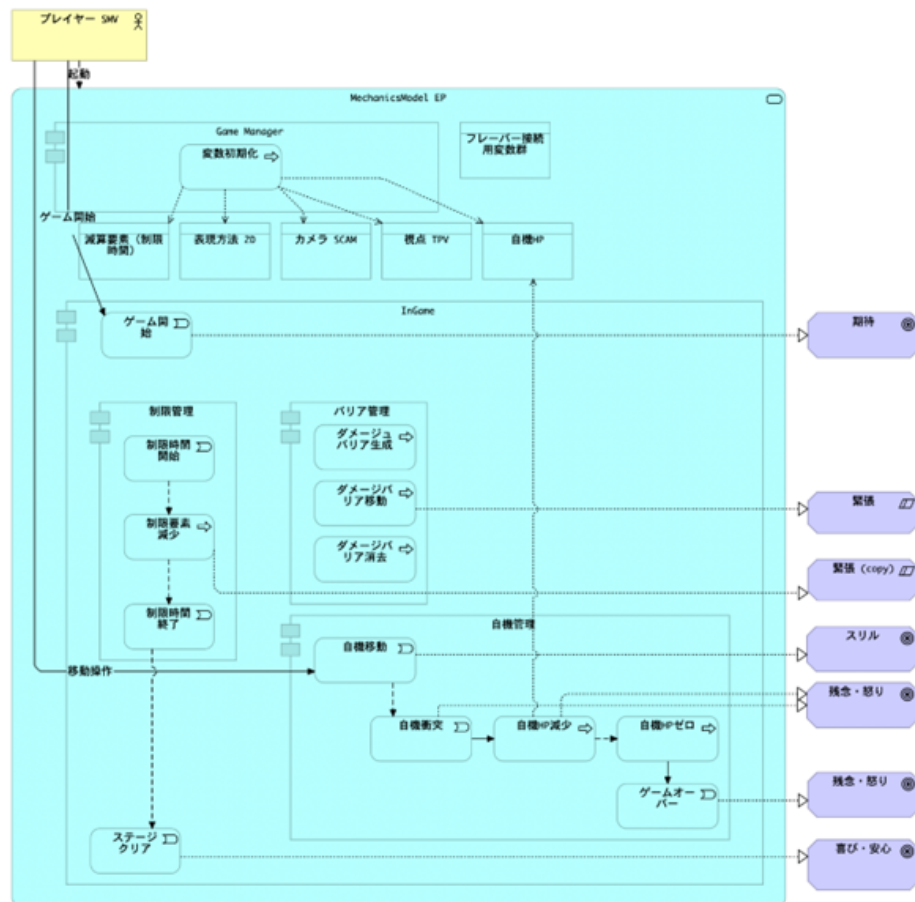 プレイヤー SMV
起動
MechanicsModel EP
Game Manager
変数初期化
フレーバー接続
用変数群
ゲーム開始
減算要素（制限
時間）
表現方法 2D
カメラ SCAM
視点 TPV
自機HP
InGame
ゲーム開
始
期待
制限管理
バリア管理
制限時間
開始
ダメージュ
バリア生成
ダメージバ
リア移動
緊張
制限要素
減少
ダメージバ
リア消去
緊張 (copy)
制限時間
終了
自機管理
スリル
自機移動
移動操作
残念・怒り
自機衝突
自機HP減少
自機HPゼロ
ゲームオー
バー
残念・怒り
ステージ
クリア
喜び・安心